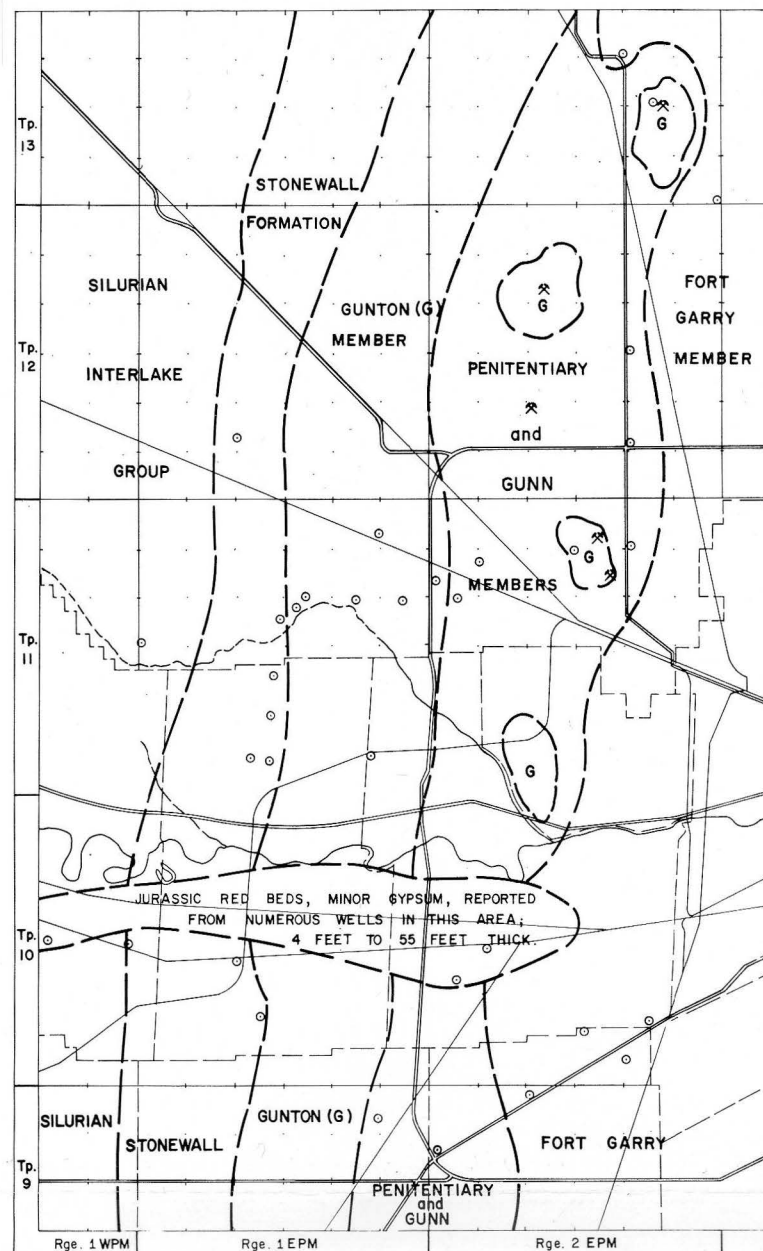 Tp.
13
G
STONEWALL
FORMATION
SILURIAN
INTERLAKE
GROUP
GUNTON (G)
MEMBER
G
FORT
GARRY
MEMBER
Tp.
12
PENITENTIARY
and
GUNN
MEMBERS
G
Tp.
11
G
JURASSIC RED BEDS, MINOR GYPSUM, REPORTED
FROM NUMEROUS WELLS IN THIS AREA;
4 FEET TO 55 FEET THICK.
Tp.
10
SILURIAN
STONEWALL
GUNTON (G)
FORT GARRY
Tp.
9
PENITENTIARY
and
GUNN
Rge. 1 WPM
Rge. 1 EPM
Rge. 2 EPM